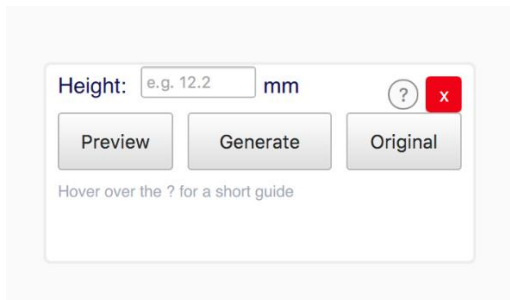 Height: e.g. 12.2 mm ? x
Preview Generate Original
Hover over the ? for a short guide